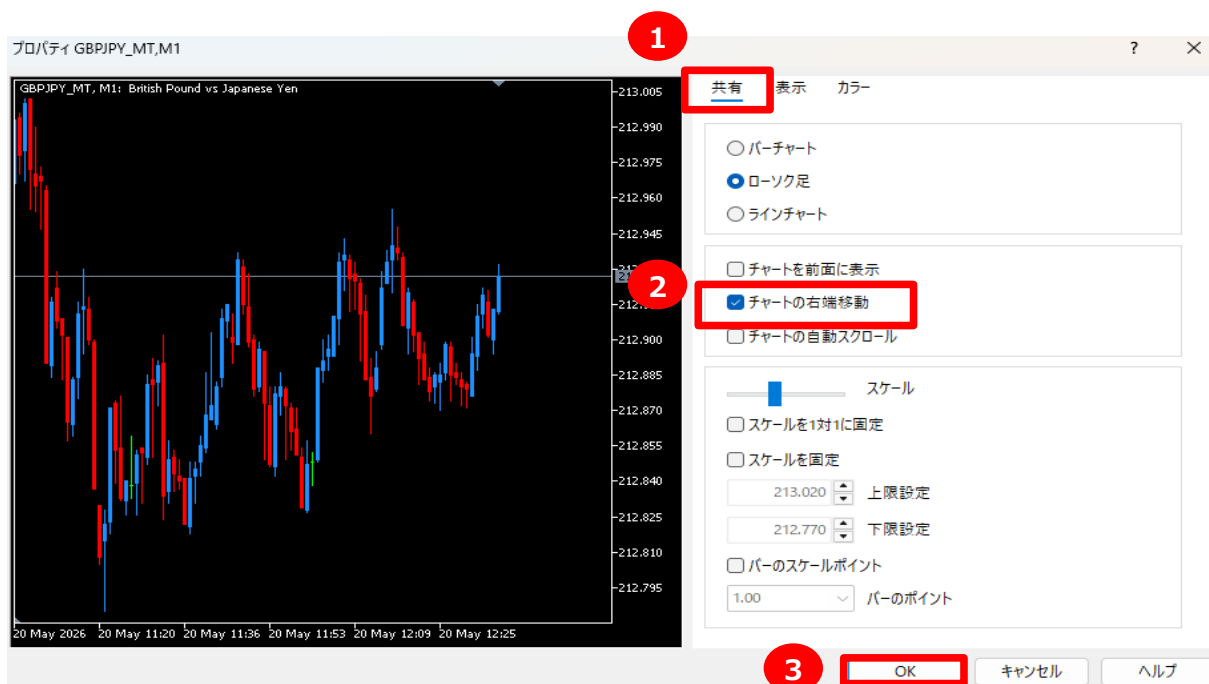 1
プロパティ GBPJPY_MT,M1
?
GBPJPY_MT, M1: British Pound vs Japanese Yen
213.005
212.990
212.975
212.960
212.945
212.900
212.885
212.870
212.855
212.840
212.825
212.810
212.795
20 May 2026 20 May 11:20 20 May 11:36 20 May 11:53 20 May 12:09 20 May 12:25
共有 表示 カラー
バーチャート
ローソク足
ラインチャート
チャートを前面に表示
2
チャートの右端移動
チャートの自動スクロール
スケール
スケールを1対1に固定
スケールを固定
213.020 上限設定
212.770 下限設定
バーのスケールポイント
1.00 バーのポイント
3
OK キャンセル ヘルプ